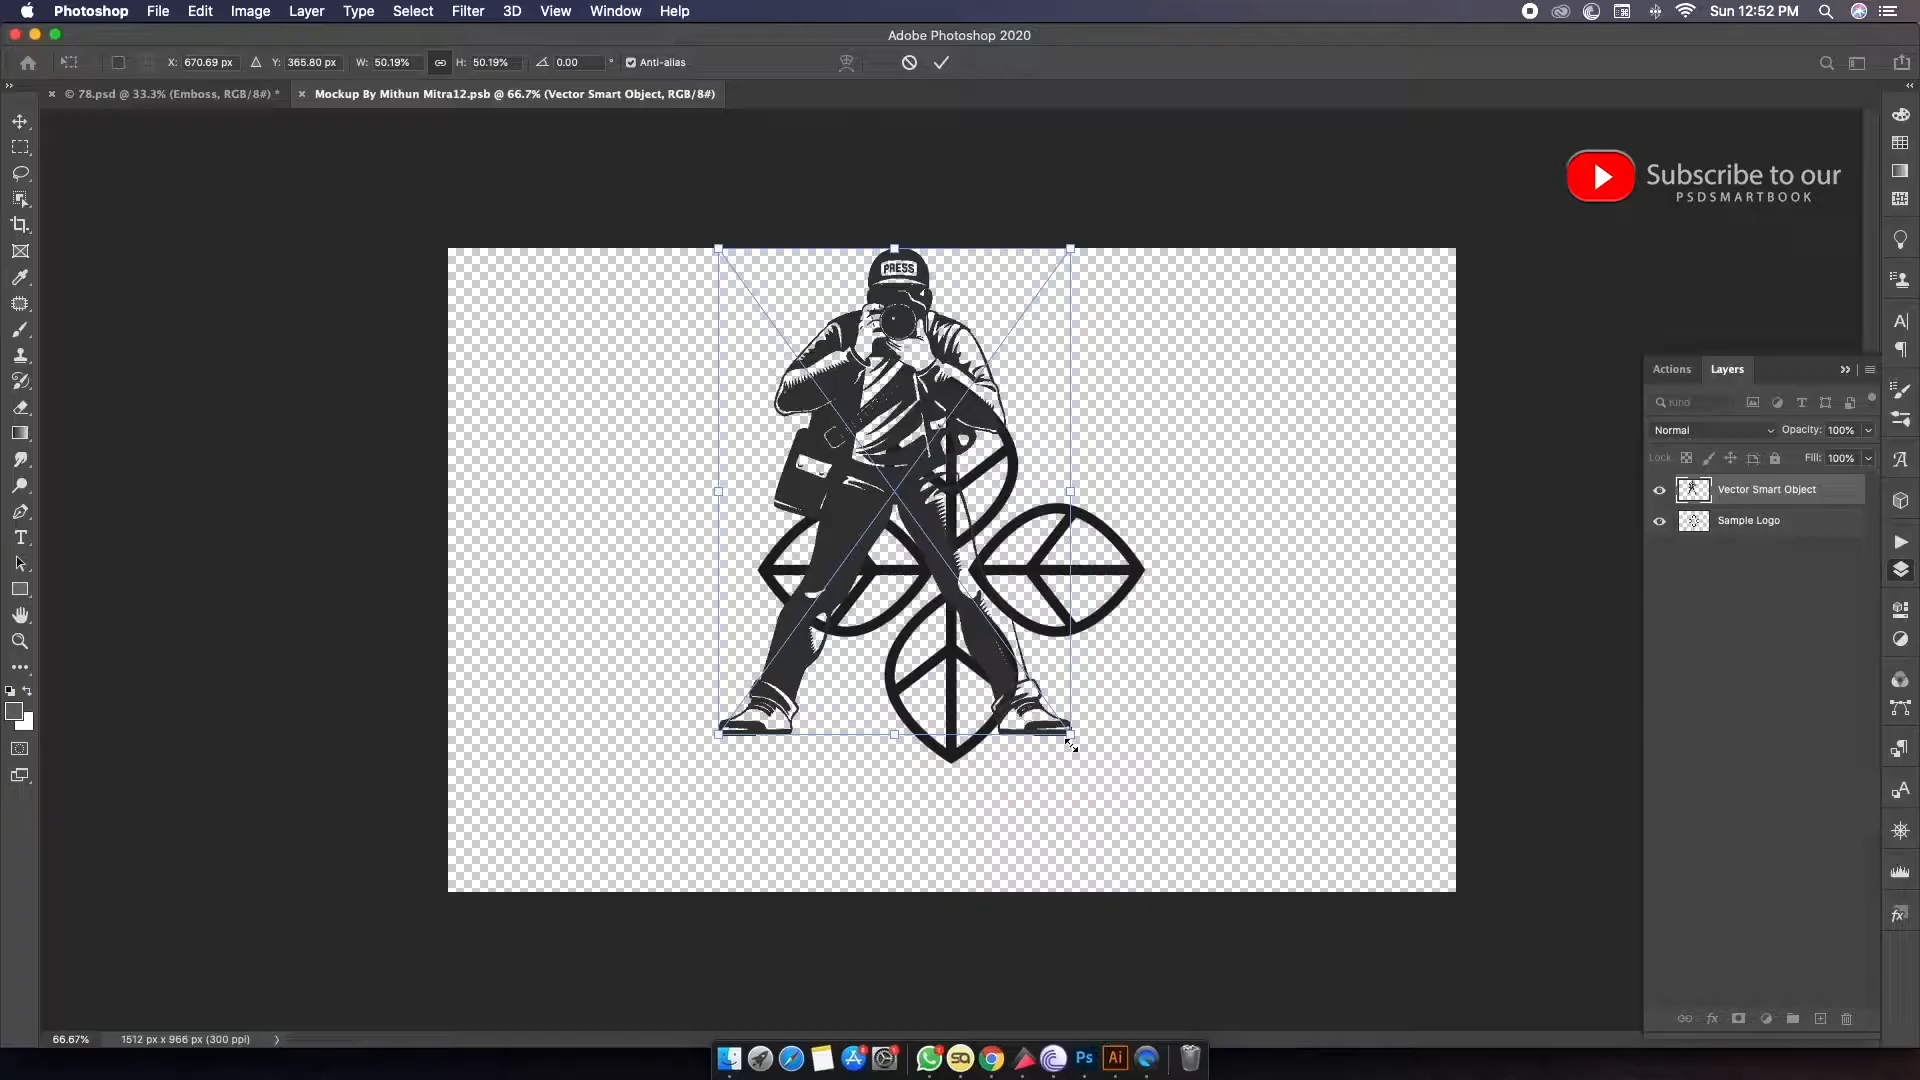 Photoshop File Edit Image Layer Type Select Filter 3D View Window Help Sun 12:52 PM
Adobe Photoshop 2020
X: 670.69 px Y: 365.80 px W: 50.19% H: 50.19% 0.00 ° Anti-alias
© 78.psd @ 33.3% (Emboss, RGB/8#) * Mockup By Mithun Mitra12.psb @ 66.7% (Vector Smart Object, RGB/8#)
Subscribe to our
PSDSMARTBOOK
PRESS
Actions Layers
Kind
Normal Opacity: 100%
Lock Fill: 100%
Vector Smart Object
Sample Logo
fx
66.67% 1512 px x 966 px (300 ppi)
Ps Ai